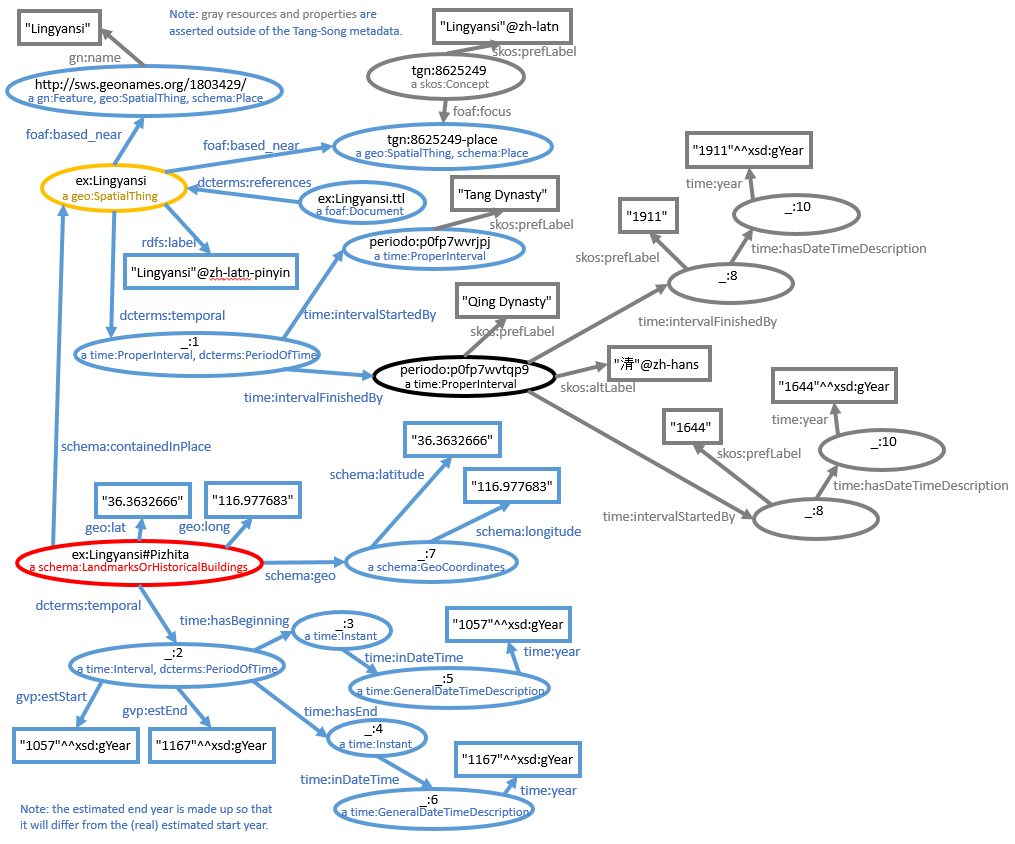 Note: gray resources and properties are
asserted outside of the Tang-Song metadata.
"Lingyansi"
gn:name
"Lingyansi"@zh-latn
skos:prefLabel
http://sws.geonames.org/1803429/
a gn:Feature, geo:SpatialThing, schema:Place
tgn:8625249
a skos:Concept
foaf:focus
foaf:based_near
foaf:based_near
tgn:8625249-place
a geo:SpatialThing, schema:Place
ex:Lingyansi
a geo:SpatialThing
dcterms:references
ex:Lingyansi.ttl
a foaf:Document
"1911"^^xsd:gYear
time:year
_:10
time:hasDateTimeDescription
"Tang Dynasty"
skos:prefLabel
"1911"
skos:prefLabel
rdfs:label
"Lingyansi"@zh-latn-pinyin
periodo:p0fp7wvrjpj
a time:ProperInterval
_:8
time:intervalFinishedBy
dcterms:temporal
time:intervalStartedBy
"Qing Dynasty"
skos:prefLabel
_:1
a time:ProperInterval, dcterms:PeriodOfTime
time:intervalFinishedBy
periodo:p0fp7wvtqp9
a time:ProperInterval
"清"@zh-hans
skos:altLabel
"1644"^^xsd:gYear
time:year
"1644"
skos:prefLabel
_:10
time:hasDateTimeDescription
time:intervalStartedBy
_:8
schema:containedInPlace
"36.3632666"
schema:latitude
"116.977683"
schema:longitude
"36.3632666"
geo:lat
"116.977683"
geo:long
ex:Lingyansi#Pizhita
a schema:LandmarksOrHistoricalBuildings
schema:geo
_:7
a schema:GeoCoordinates
dcterms:temporal
time:hasBeginning
_:3
a time:Instant
"1057"^^xsd:gYear
time:year
time:inDateTime
_:2
a time:Interval, dcterms:PeriodOfTime
_:5
a time:GeneralDateTimeDescription
gvp:estStart
gvp:estEnd
time:hasEnd
_:4
a time:Instant
"1057"^^xsd:gYear
"1167"^^xsd:gYear
"1167"^^xsd:gYear
time:inDateTime
time:year
_:6
a time:GeneralDateTimeDescription
Note: the estimated end year is made up so that
it will differ from the (real) estimated start year.